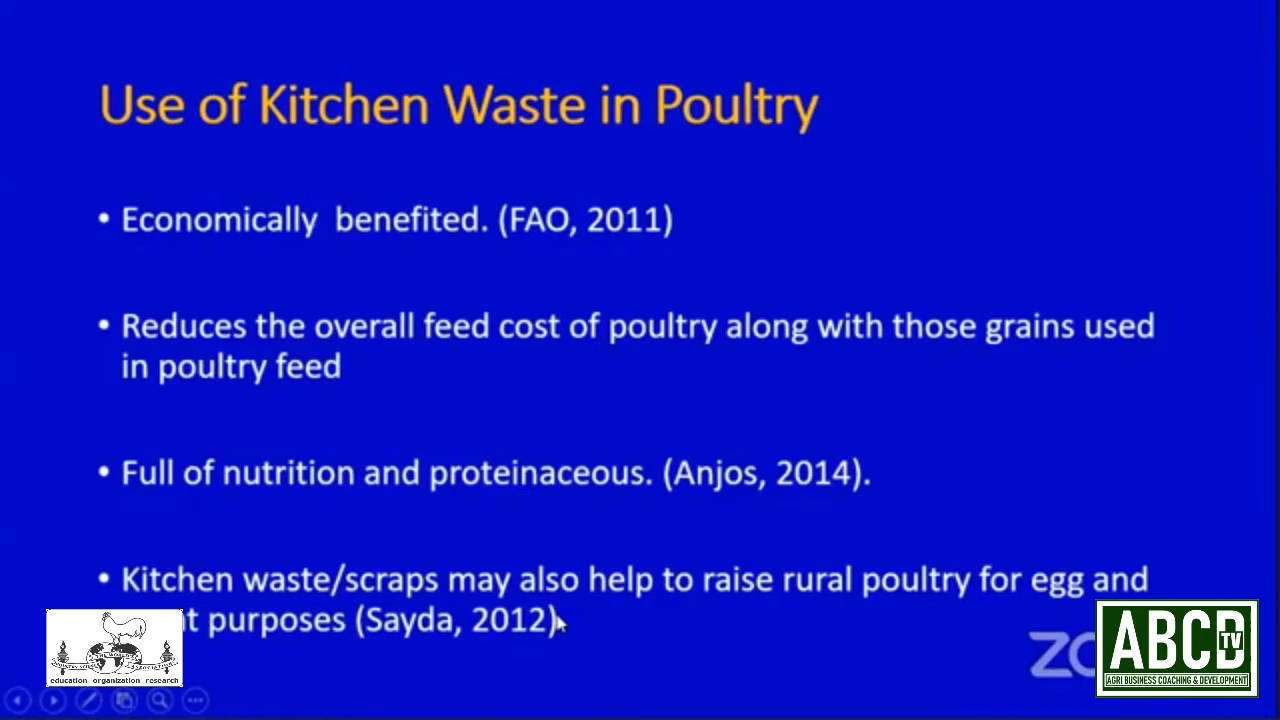 Use of Kitchen Waste in Poultry
• Economically benefited. (FAO, 2011)
• Reduces the overall feed cost of poultry along with those grains used
in poultry feed
• Full of nutrition and proteinaceous. (Anjos, 2014).
• Kitchen waste/scraps may also help to raise rural poultry for egg and
purposes (Sayda, 2012)
education organization research
ABCD TV
AGRI BUSINESS COACHING & DEVELOPMENT